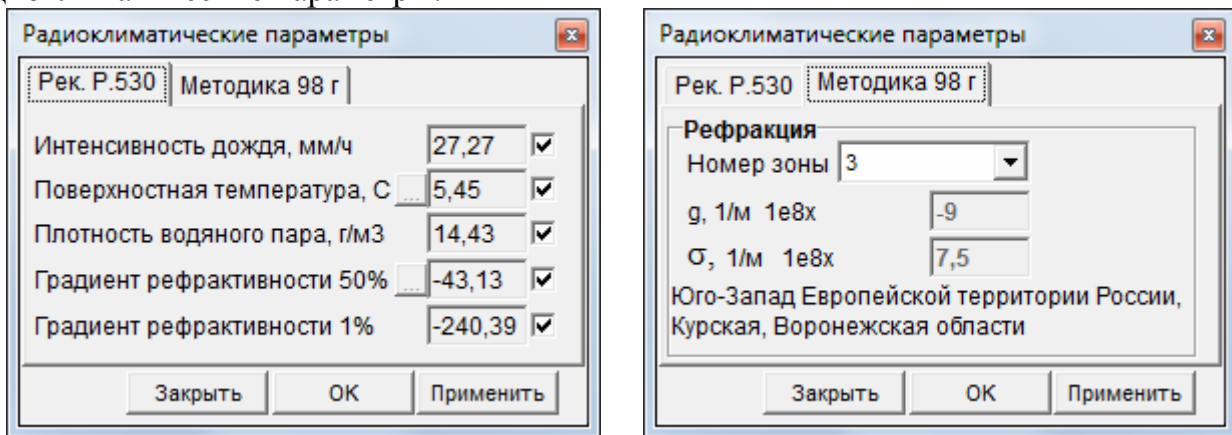 Радиоклиматические параметры
Рек. Р.530 Методика 98 г
Интенсивность дождя, мм/ч 27,27
Поверхностная температура, С ... 5,45
Плотность водяного пара, г/м3 14,43
Градиент рефрактивности 50% ... -43,13
Градиент рефрактивности 1% -240,39
Закрыть ОК Применить
Радиоклиматические параметры
Рек. Р.530 Методика 98 г
Рефракция
Номер зоны 3
g, 1/м 1e8x -9
σ, 1/м 1e8x 7,5
Юго-Запад Европейской территории России,
Курская, Воронежская области
Закрыть ОК Применить